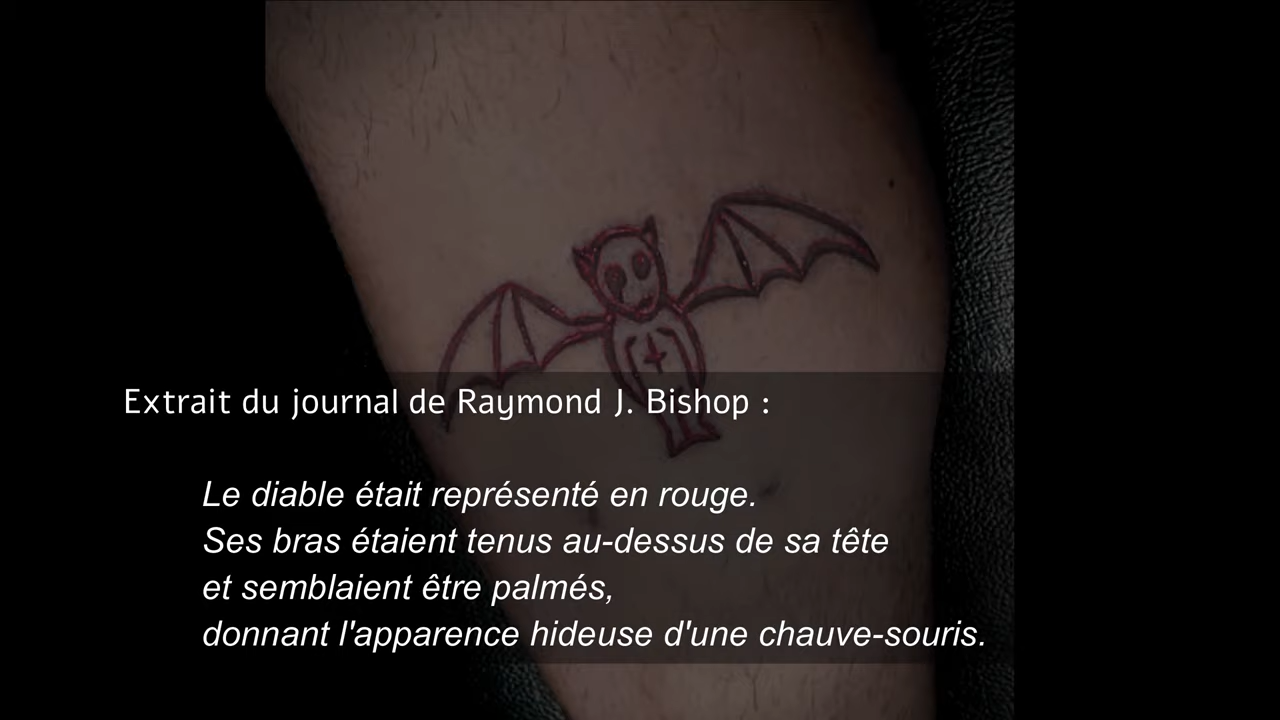 Extrait du journal de Raymond J. Bishop :
Le diable était représenté en rouge.
Ses bras étaient tenus au-dessus de sa tête
et semblaient être palmés,
donnant l'apparence hideuse d'une chauve-souris.